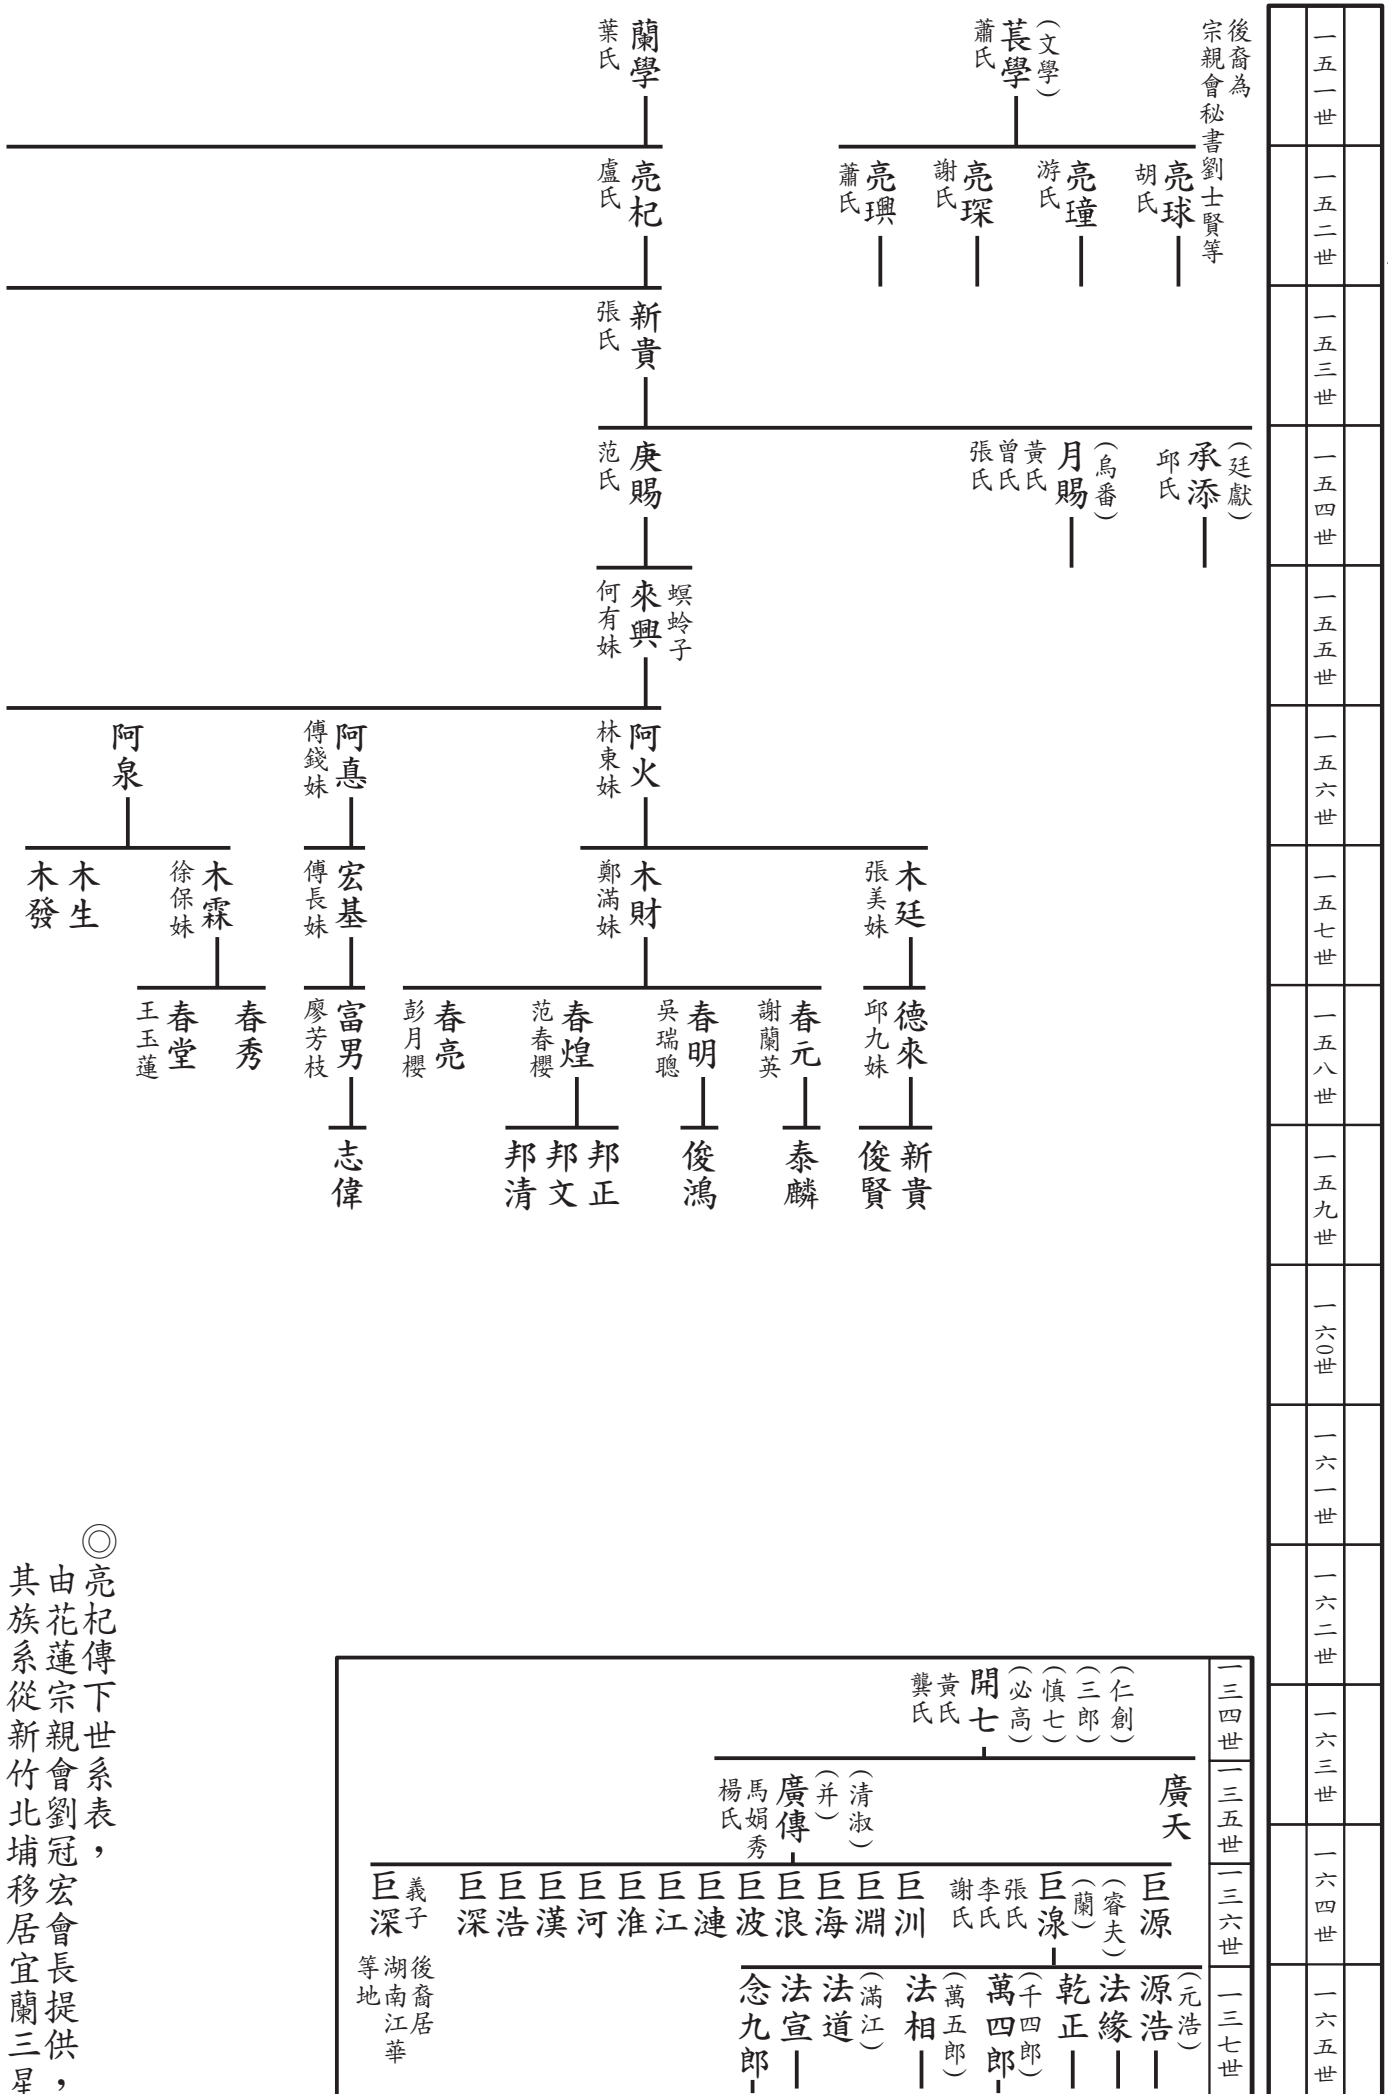 一五一世
一五二世
一五三世
一五四世
一五五世
一五六世
一五七世
一五八世
一五九世
一六〇世
一六一世
一六二世
一六三世
一六四世
一六五世
後裔為
宗親會秘書劉士賢等
(文學)
萇學
蕭氏
蘭學
葉氏
亮球
胡氏
亮瑾
游氏
亮琛
謝氏
亮璵
蕭氏
亮杞
盧氏
新貴
張氏
(廷獻)
承添
邱氏
(烏番)
月賜
黃氏
曾氏
張氏
庚賜
范氏
螟蛉子
來興
何有妹
阿火
林東妹
阿惪
傅錢妹
阿泉
木廷
張美妹
木財
鄭滿妹
宏基
傅長妹
木霖
徐保妹
木生
木發
德來
邱九妹
春元
謝蘭英
春明
吳瑞聰
春煌
范春櫻
春亮
彭月櫻
富男
廖芳枝
春秀
春堂
王玉蓮
新貴
俊賢
泰麟
俊鴻
邦正
邦文
邦清
志偉
一三四世
一三五世
一三六世
一三七世
(仁創)
(三郎)
(慎七)
(必高)
開七
黃氏
龔氏
廣天
(清淑)
(并)
廣傳
馬娟秀
楊氏
巨源
(睿夫)
(蘭)
巨湶
張氏
李氏
謝氏
巨汌
巨淵
巨海
巨浪
巨波
巨漣
巨江
巨淮
巨河
巨漢
巨浩
巨深
義子
巨深
後裔居
湖南江華
等地
(元浩)
源浩
法緣
乾正
(千四郎)
萬四郎
(萬五郎)
法相
(滿江)
法道
法宣
念九郎
◎亮杞傳下世系表，
由花蓮宗親會劉冠宏會長提供，
其族系從新竹北埔移居宜蘭三星